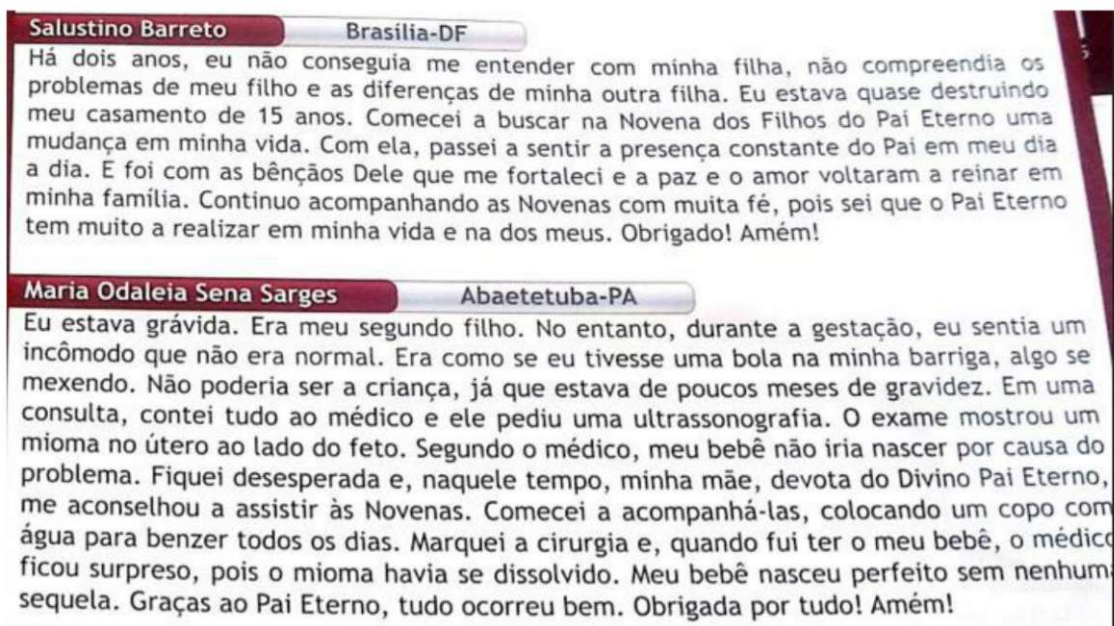 Salustino Barreto Brasília-DF
Há dois anos, eu não conseguia me entender com minha filha, não compreendia os
problemas de meu filho e as diferenças de minha outra filha. Eu estava quase destruindo
meu casamento de 15 anos. Comecei a buscar na Novena dos Filhos do Pai Eterno uma
mudança em minha vida. Com ela, passei a sentir a presença constante do Pai em meu dia
a dia. E foi com as bênçãos Dele que me fortaleci e a paz e o amor voltaram a reinar em
minha família. Continuo acompanhando as Novenas com muita fé, pois sei que o Pai Eterno
tem muito a realizar em minha vida e na dos meus. Obrigado! Amém!
Maria Odaleia Sena Sarges Abaetetuba-PA
Eu estava grávida. Era meu segundo filho. No entanto, durante a gestação, eu sentia um
incômodo que não era normal. Era como se eu tivesse uma bola na minha barriga, algo se
mexendo. Não poderia ser a criança, já que estava de poucos meses de gravidez. Em uma
consulta, contei tudo ao médico e ele pediu uma ultrassonografia. O exame mostrou um
mioma no útero ao lado do feto. Segundo o médico, meu bebê não iria nascer por causa do
problema. Fiquei desesperada e, naquele tempo, minha mãe, devota do Divino Pai Eterno,
me aconselhou a assistir às Novenas. Comecei a acompanhá-las, colocando um copo com
água para benzer todos os dias. Marquei a cirurgia e, quando fui ter o meu bebê, o médico
ficou surpreso, pois o mioma havia se dissolvido. Meu bebê nasceu perfeito sem nenhuma
sequela. Graças ao Pai Eterno, tudo ocorreu bem. Obrigada por tudo! Amém!